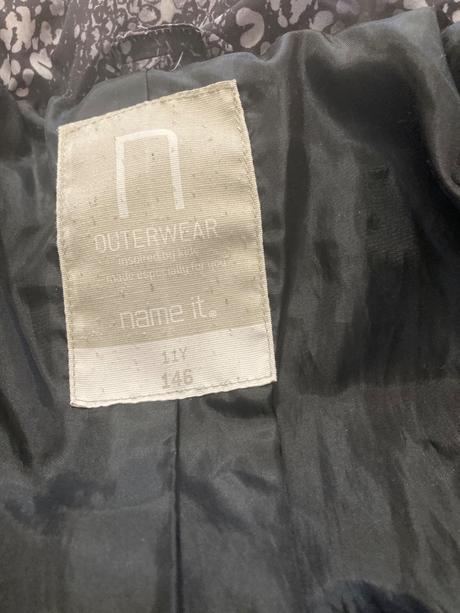 OUTERWEAR
inspired by kids
made especially for you
name it.
11Y
146